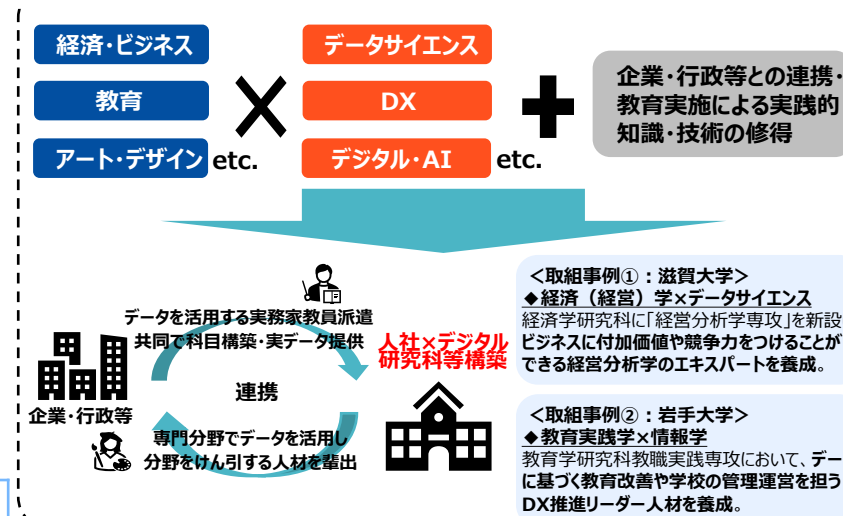 経済・ビジネス
教育
アート・デザイン etc.
データサイエンス
DX
デジタル・AI etc.
企業・行政等との連携・
教育実施による実践的
知識・技術の修得
データを活用する実務家教員派遣
共同で科目構築・実データ提供
人社×デジタル
研究科等構築
連携
企業・行政等
専門分野でデータを活用し
分野をけん引する人材を輩出
<取組事例①：滋賀大学>
◆経済（経営）学×データサイエンス
経済学研究科に「経営分析学専攻」を新設
ビジネスに付加価値や競争力をつけることが
できる経営分析学のエキスパートを養成。
<取組事例②：岩手大学>
◆教育実践学×情報学
教育学研究科教職実践専攻において、デー
に基づく教育改善や学校の管理運営を担う
DX推進リーダー人材を養成。